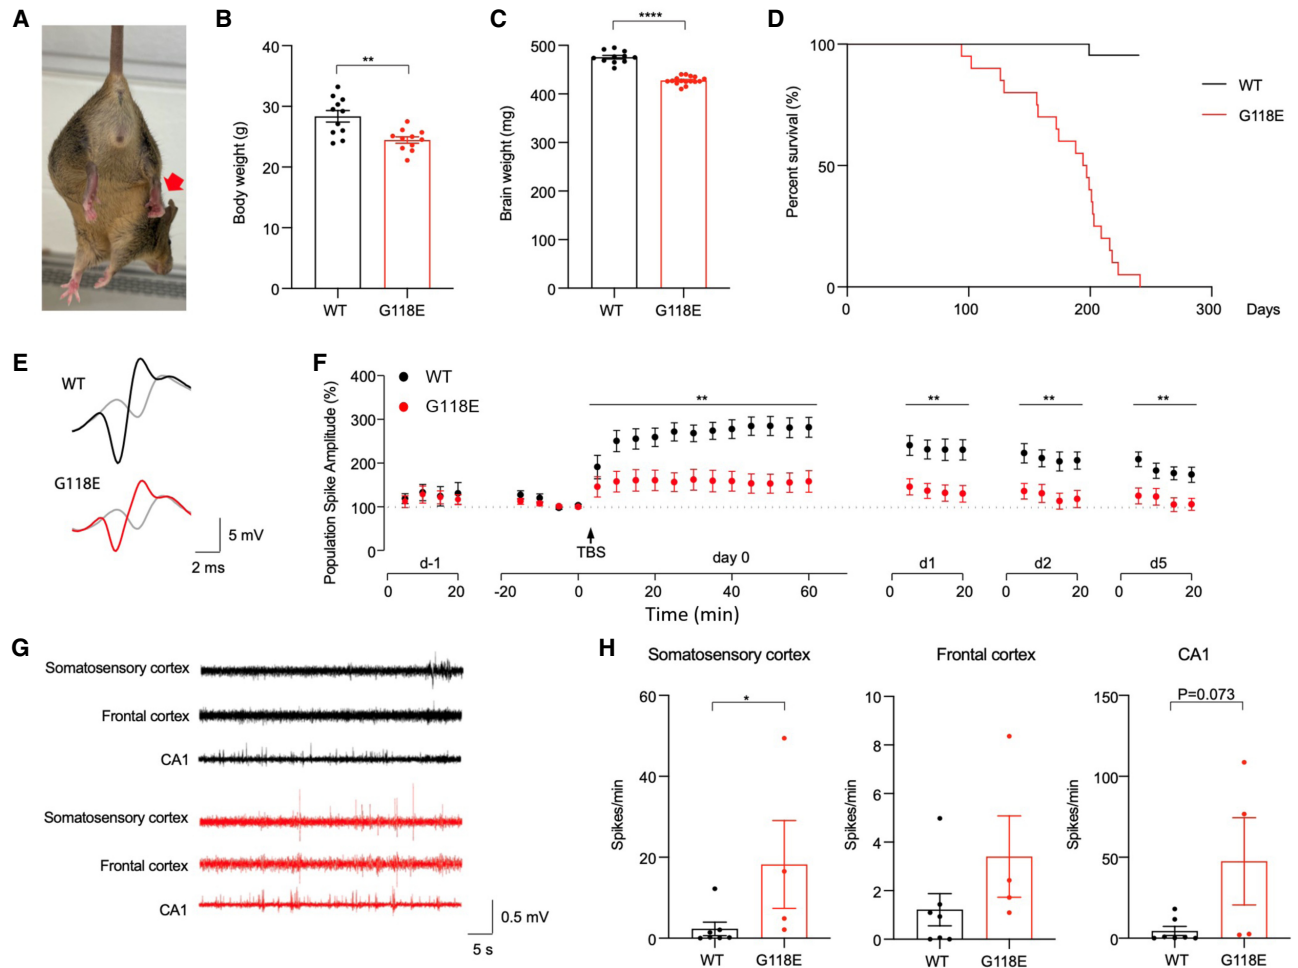 A
B
C
D
**
****
Body weight (g)
40
30
20
10
0
WT
G118E
Brain weight (mg)
500
400
300
200
100
0
WT
G118E
Percent survival (%)
100
50
0
0
100
200
300
Days
WT
G118E
E
WT
G118E
5 mV
2 ms
F
Population Spike Amplitude (%)
400
300
200
100
0
WT
G118E
**
**
**
**
TBS
d-1
day 0
d1
d2
d5
0
20
-20
0
20
40
60
0
20
0
20
0
20
Time (min)
G
Somatosensory cortex
Frontal cortex
CA1
Somatosensory cortex
Frontal cortex
CA1
0.5 mV
5 s
H
Somatosensory cortex
Spikes/min
60
40
20
0
*
WT
G118E
Frontal cortex
Spikes/min
10
8
6
4
2
0
WT
G118E
CA1
Spikes/min
150
100
50
0
P=0.073
WT
G118E